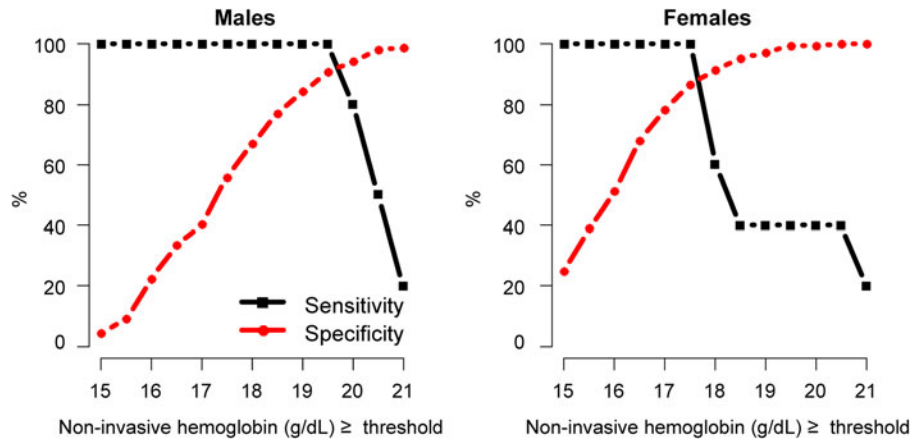 Males
Females
%
100
80
60
40
20
0
Sensitivity
Specificity
15 16 17 18 19 20 21
Non-invasive hemoglobin (g/dL) ≥ threshold
%
100
80
60
40
20
0
15 16 17 18 19 20 21
Non-invasive hemoglobin (g/dL) ≥ threshold